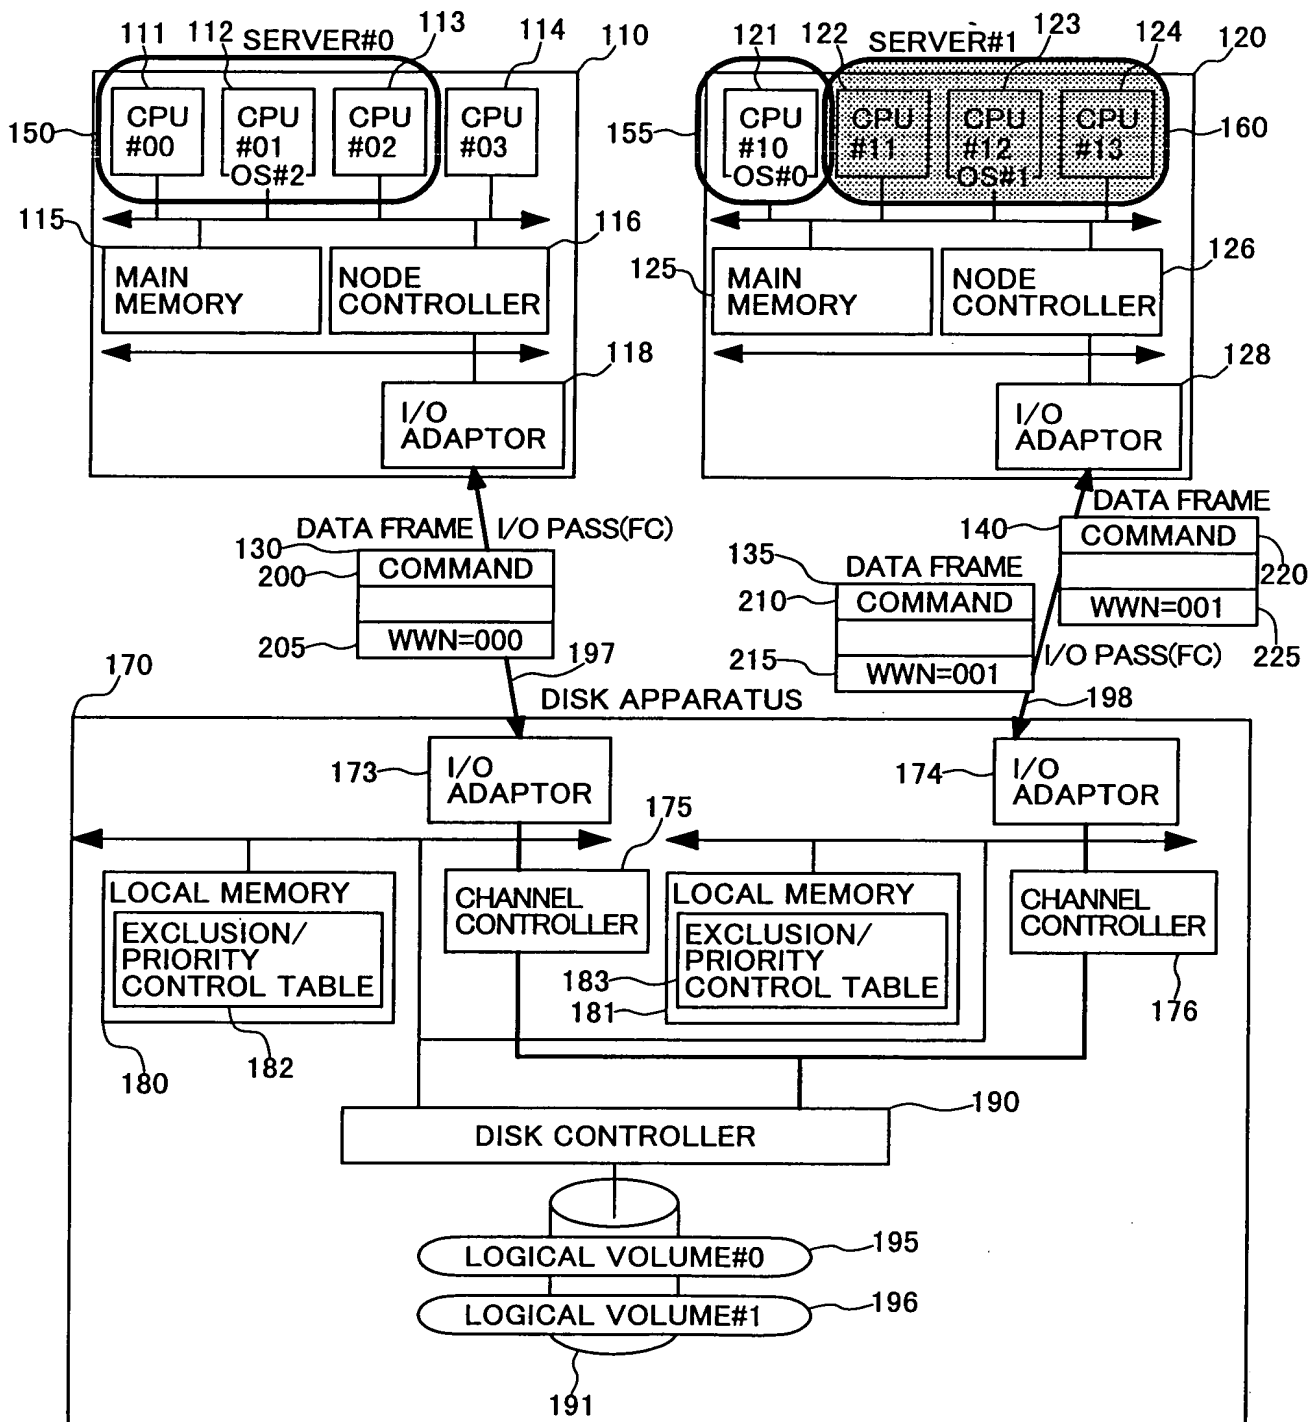 111
112
SERVER#0
113
114
110
121
122
SERVER#1
123
124
120
150
CPU
#00
CPU
#01
OS#2
CPU
#02
CPU
#03
155
CPU
#10
OS#0
CPU
#11
CPU
#12
OS#1
CPU
#13
160
115
116
MAIN
MEMORY
NODE
CONTROLLER
125
MAIN
MEMORY
NODE
CONTROLLER
126
118
I/O
ADAPTOR
128
I/O
ADAPTOR
DATA FRAME
I/O PASS(FC)
130
200
COMMAND
205
WWN=000
197
DATA FRAME
140
COMMAND
220
WWN=001
225
135
DATA FRAME
210
COMMAND
215
WWN=001
I/O PASS(FC)
198
170
DISK APPARATUS
173
I/O
ADAPTOR
174
I/O
ADAPTOR
175
LOCAL MEMORY
EXCLUSION/
PRIORITY
CONTROL TABLE
CHANNEL
CONTROLLER
LOCAL MEMORY
EXCLUSION/
PRIORITY
CONTROL TABLE
183
181
CHANNEL
CONTROLLER
176
180
182
190
DISK CONTROLLER
LOGICAL VOLUME#0
195
LOGICAL VOLUME#1
196
191